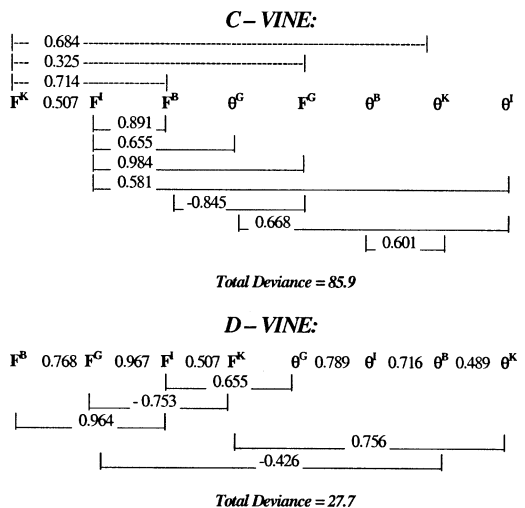 C – VINE:
0.684
0.325
0.714
F^K 0.507 F^I F^B θ^G F^G θ^B θ^K θ^I
0.891
0.655
0.984
0.581
-0.845
0.668
0.601
Total Deviance = 85.9
D – VINE:
F^B 0.768 F^G 0.967 F^I 0.507 F^K θ^G 0.789 θ^I 0.716 θ^B 0.489 θ^K
0.655
- 0.753
0.964
0.756
-0.426
Total Deviance = 27.7